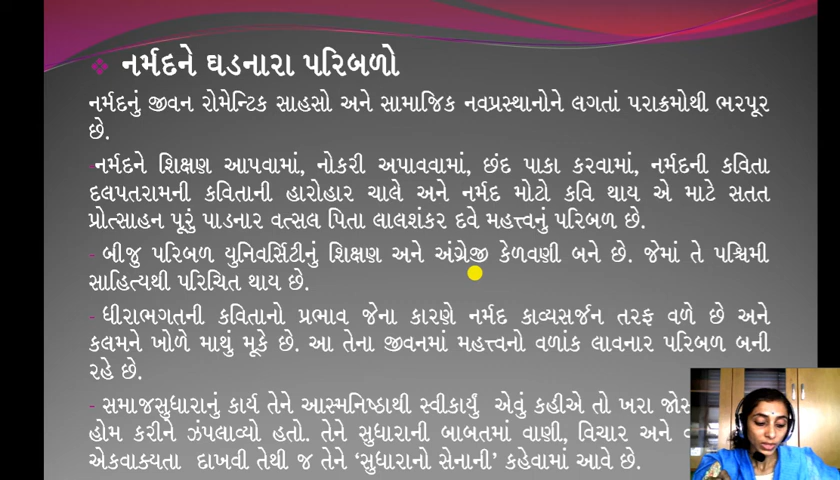 નર્મદને ઘડનારા પરિબળો
નર્મદનું જીવન રોમેન્ટિક સાહસો અને સામાજિક નવપ્રસ્થાનોને લગતાં પરાક્રમોથી ભરપૂર
છે.
-નર્મદને શિક્ષણ આપવામાં, નોકરી અપાવવામાં, છંદ પાકા કરવામાં, નર્મદની કવિતા
દલપતરામની કવિતાની હારોહાર ચાલે અને નર્મદ મોટો કવિ થાય એ માટે સતત
પ્રોત્સાહન પૂરું પાડનાર વત્સલ પિતા લાલશંકર દવે મહત્ત્વનું પરિબળ છે.
- બીજુ પરિબળ યુનિવર્સિટીનું શિક્ષણ અને અંગ્રેજી કેળવણી બને છે. જેમાં તે પશ્ચિમી
સાહિત્યથી પરિચિત થાય છે.
- ધીરાભગતની કવિતાનો પ્રભાવ જેના કારણે નર્મદ કાવ્યસર્જન તરફ વળે છે અને
કલમને ખોળે માથું મૂકે છે. આ તેના જીવનમાં મહત્ત્વનો વળાંક લાવનાર પરિબળ બની
રહે છે.
- સમાજસુધારાનું કાર્ય તેને આસ્મનિષ્ઠાથી સ્વીકાર્યું એવું કહીએ તો ખરા જોસ
હોમ કરીને ઝંપલાવ્યો હતો. તેને સુધારાની બાબતમાં વાણી, વિચાર અને
એકવાક્યતા દાખવી તેથી જ તેને ‘સુધારાનો સેનાની’ કહેવામાં આવે છે.